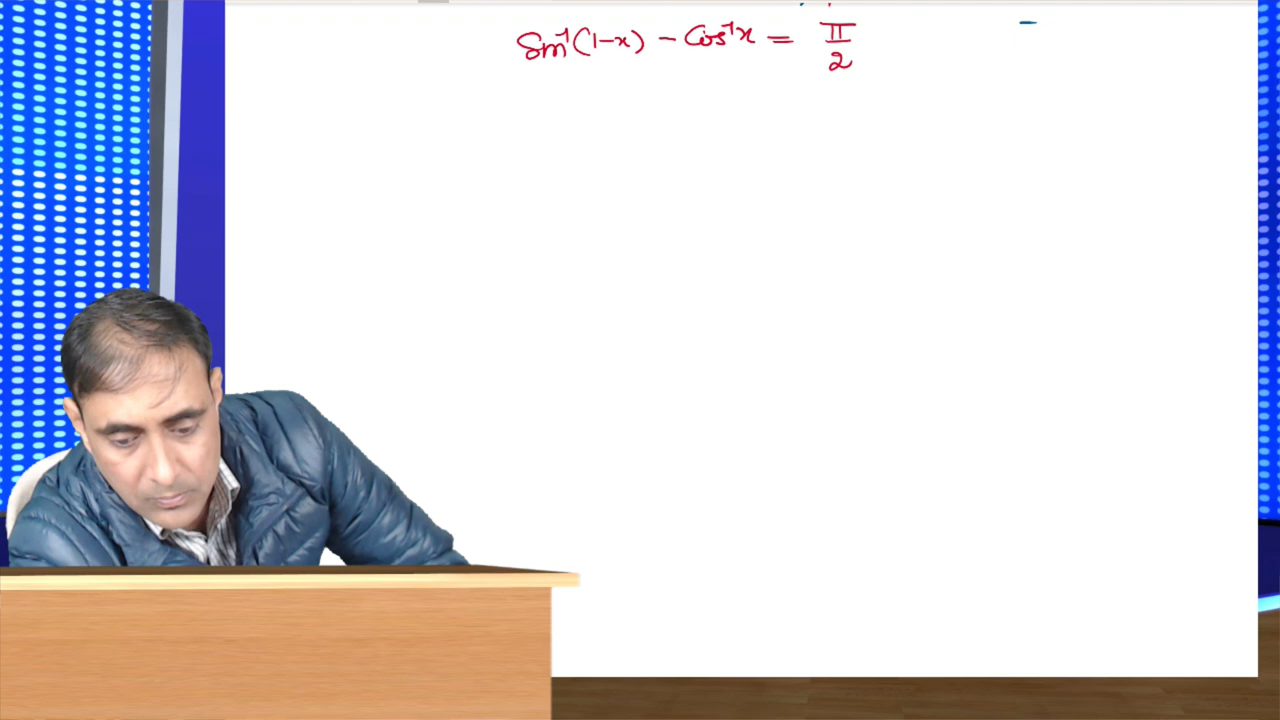 Sin⁻¹(1-x) - Cos⁻¹x = π/2